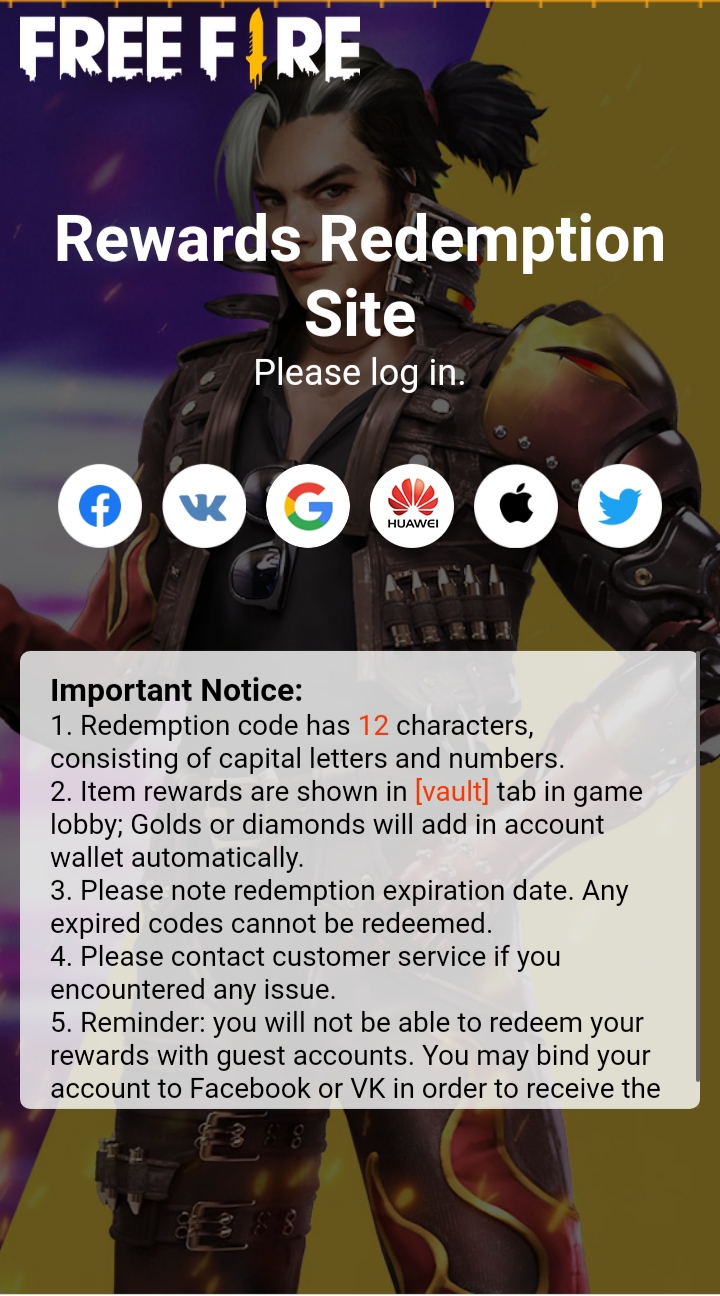 FREE FIRE
Rewards Redemption
Site
Please log in.
HUAWEI
Important Notice:
1. Redemption code has 12 characters,
consisting of capital letters and numbers.
2. Item rewards are shown in [vault] tab in game
lobby; Golds or diamonds will add in account
wallet automatically.
3. Please note redemption expiration date. Any
expired codes cannot be redeemed.
4. Please contact customer service if you
encountered any issue.
5. Reminder: you will not be able to redeem your
rewards with guest accounts. You may bind your
account to Facebook or VK in order to receive the